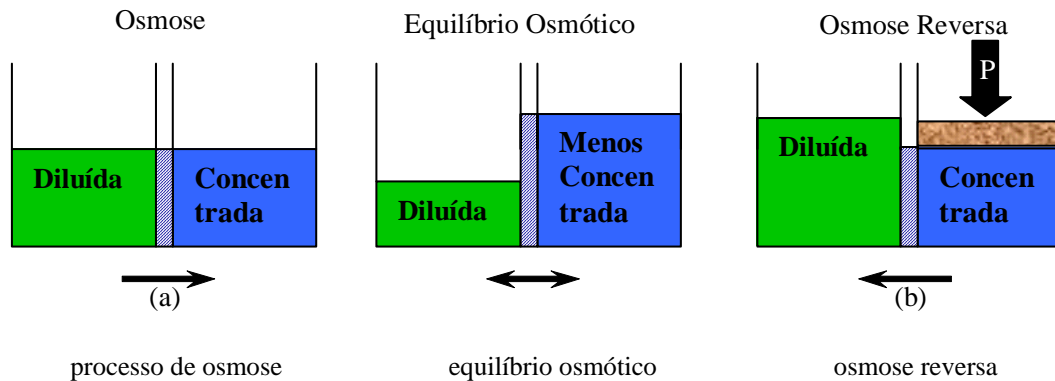 Osmose
Equilíbrio Osmótico
Osmose Reversa
P
Diluída
Concen
trada
Diluída
Menos
Concen
trada
Diluída
Concen
trada
(a)
(b)
processo de osmose
equilíbrio osmótico
osmose reversa